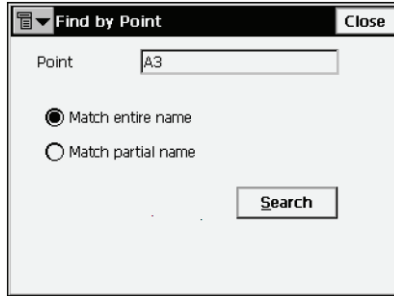 Find by Point Close
Point A3
Match entire name
Match partial name
Search